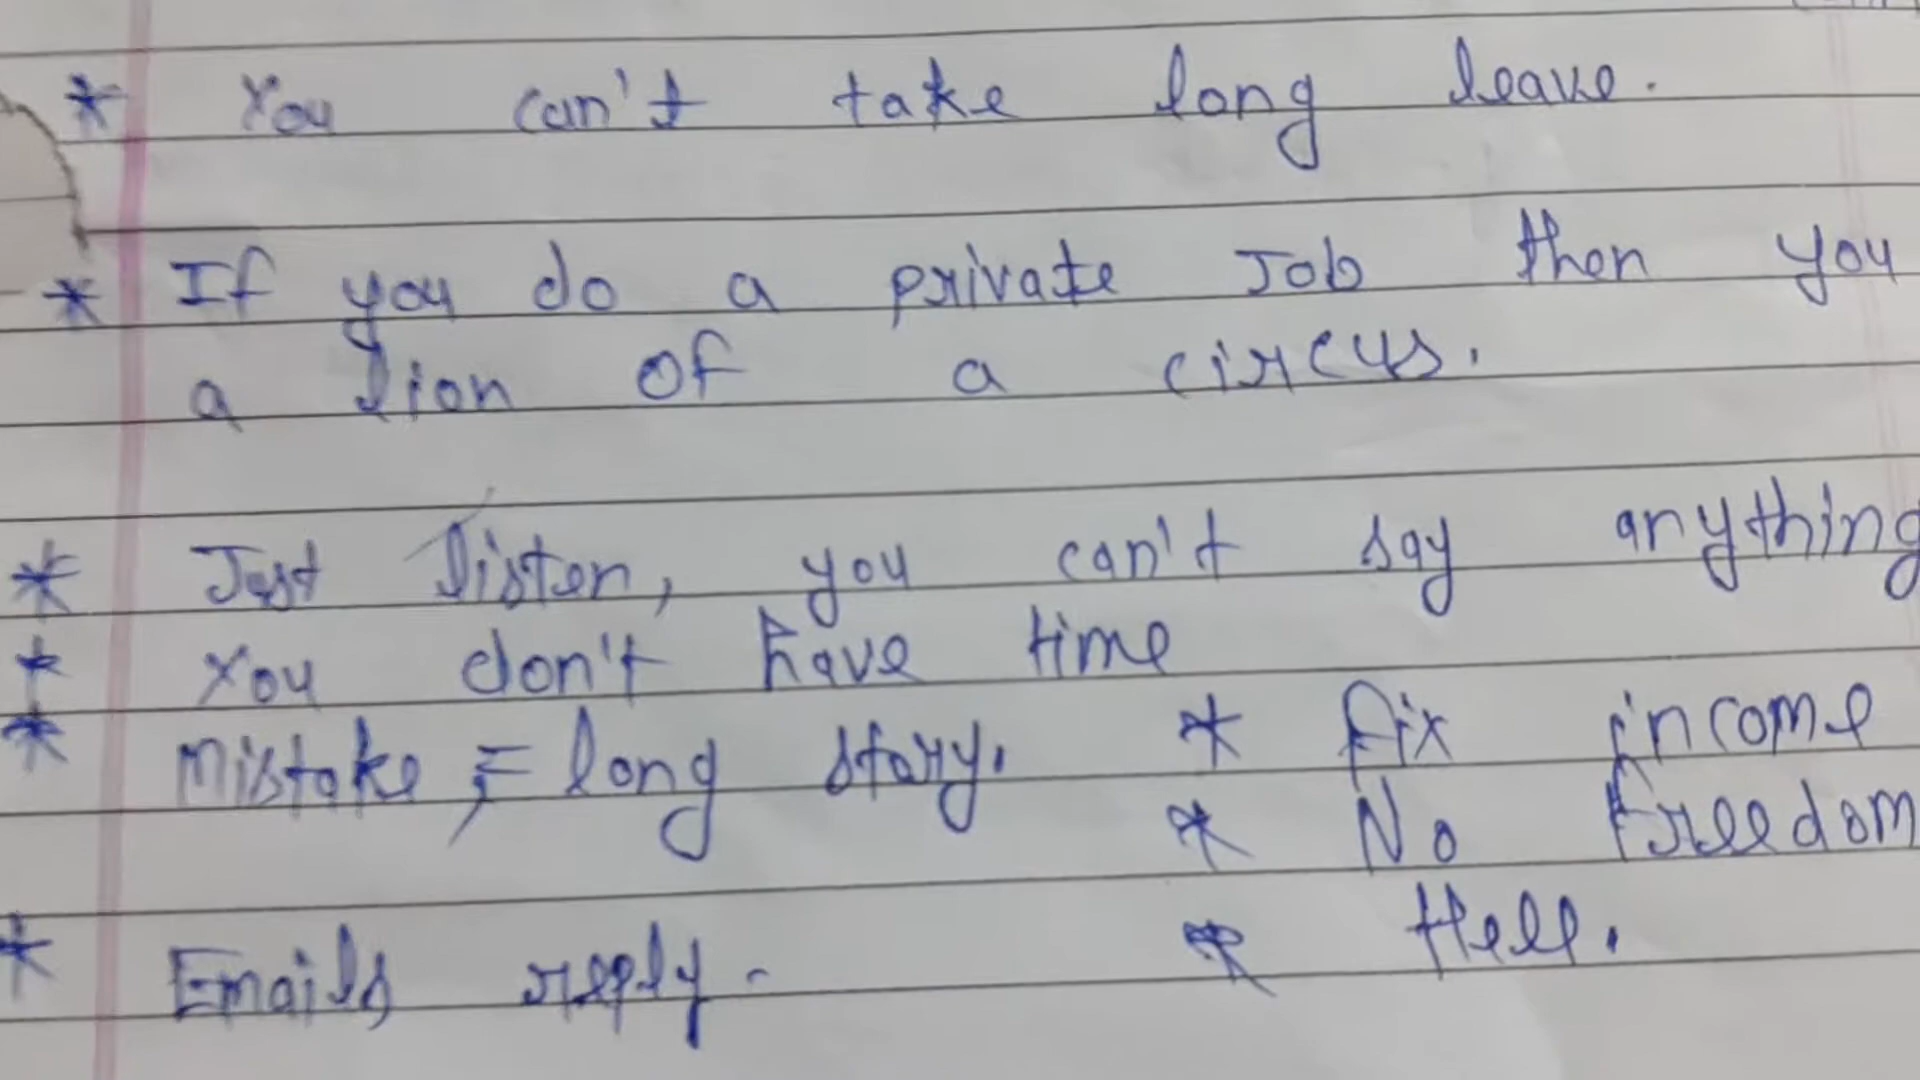 * You can't take long leave.
* If you do a private Job then you
a lion of a circus.
* Just listen, you can't say anything
* You don't have time
* Mistake, = long story. * Fix income
* No freedom
* Emails reply. * Hell.